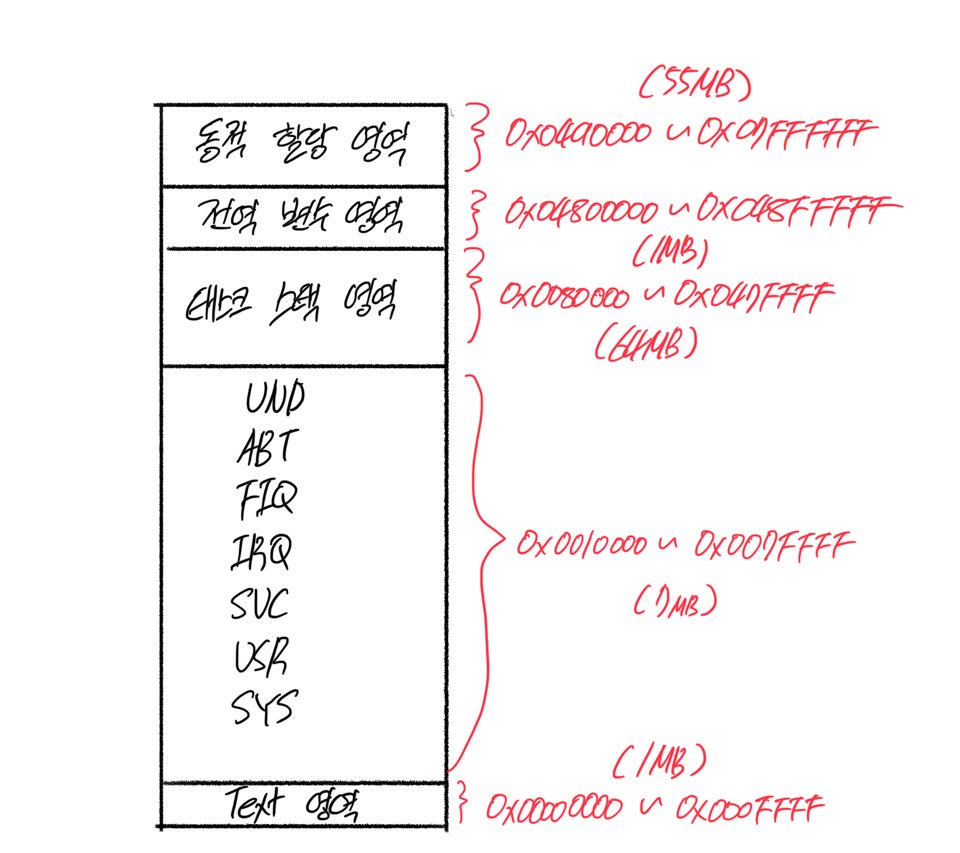 (55MB)
동적 할당 영역 0x0490000 ~ 0x07FFFFFF
전역 변수 영역 0x04800000 ~ 0x048FFFFF
(1MB)
태스크 스택 영역 0x0080000 ~ 0x047FFFF
(64MB)
UND
ABT
FIQ
IRQ
0x0010000 ~ 0x007FFFF
SVC
(7MB)
USR
SYS
(1MB)
Text 영역 0x00000000 ~ 0x000FFFF